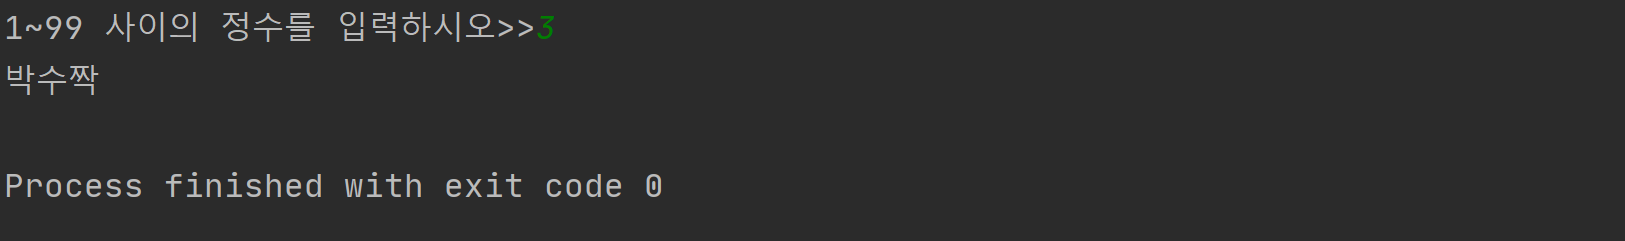 1~99 사이의 정수를 입력하시오>>3
박수짝
Process finished with exit code 0